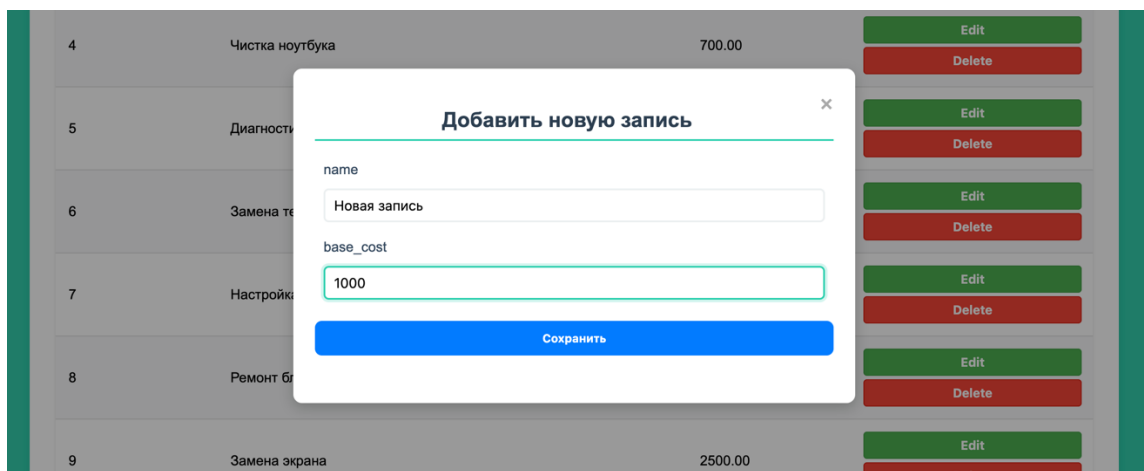 Edit
4 Чистка ноутбука 700.00
Delete
×
Edit
Добавить новую запись
5 Диагности
Delete
name
Edit
Новая запись
6 Замена те
Delete
base_cost
Edit
1000
7 Настройка
Delete
Сохранить
Edit
8 Ремонт бл
Delete
Edit
9 Замена экрана 2500.00